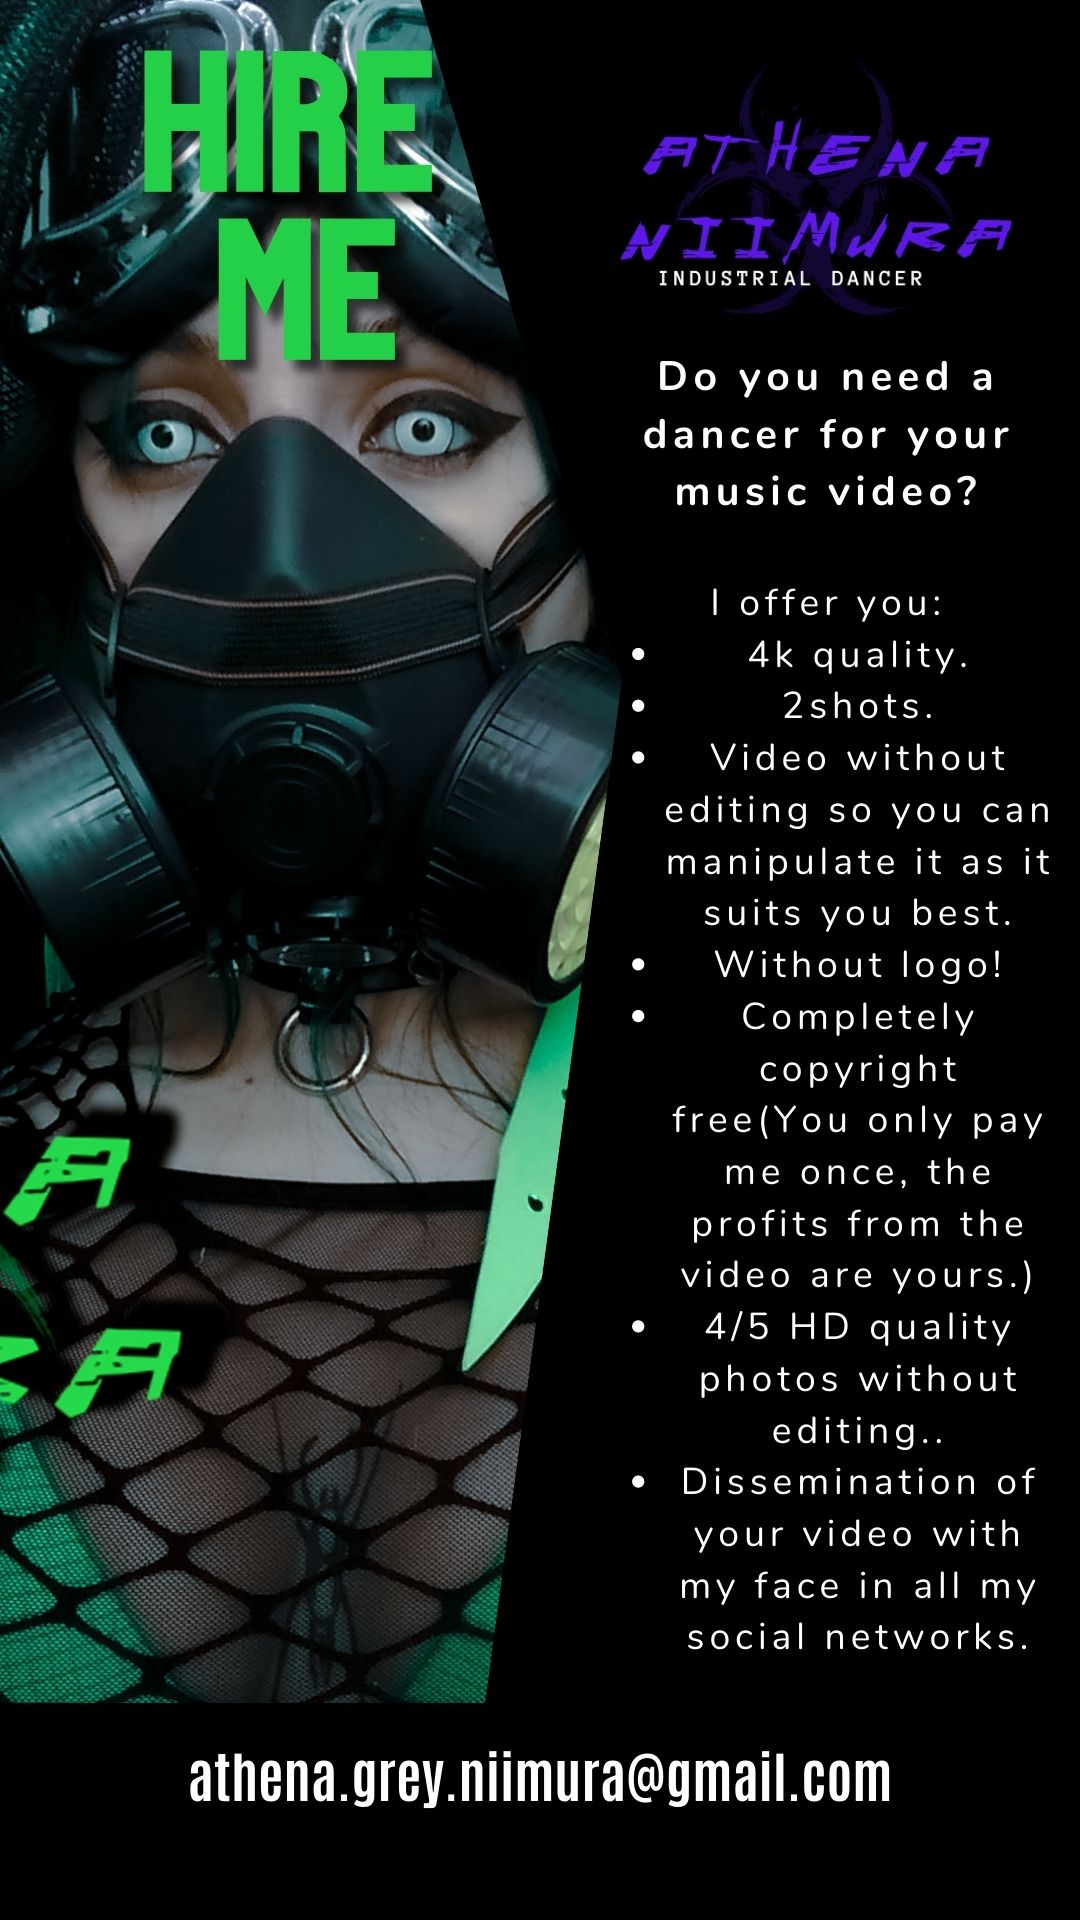 HIRE
ME
ATHENA
NIIMURA
INDUSTRIAL DANCER
Do you need a
dancer for your
music video?
I offer you:
• 4k quality.
• 2shots.
• Video without
editing so you can
manipulate it as it
suits you best.
• Without logo!
• Completely
copyright
free(You only pay
me once, the
profits from the
video are yours.)
• 4/5 HD quality
photos without
editing..
• Dissemination of
your video with
my face in all my
social networks.
A
RA
athena.grey.niimura@gmail.com